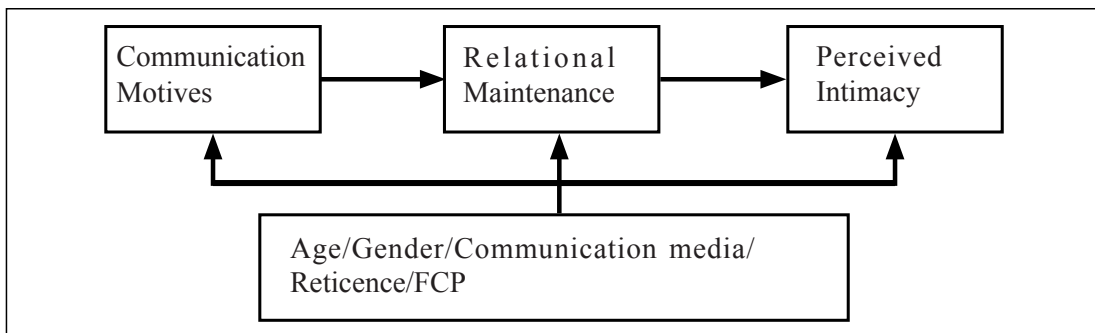 Communication
Motives
Relational
Maintenance
Perceived
Intimacy
Age/Gender/Communication media/
Reticence/FCP